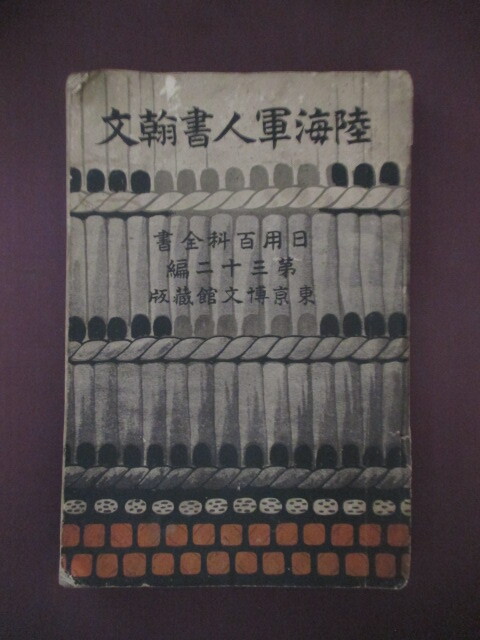 陸海軍人書翰文
日用百科全書
第三十二編
東京博文館藏版